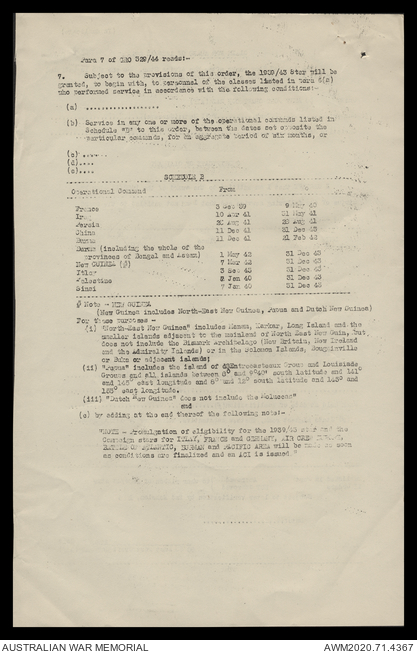 Para 7 of GRO 529/44 reads:-
7. Subject to the provisions of this order, the 1939/43 Star will be
granted, to begin with, to personnel of the classes listed in para 4(a)
who performed service in accordance with the following conditions:-
(a) ...................
(b) Service in any one or more of the operational commands listed in
Schedule "B" to this order, between the dates set opposite the
particular commands, for an aggregate period of six months, or
(c) ......
(d)....
(e)....
SCHEDULE B
Operational Command From
France 3 Sep 39 9 May 40
Iraq 10 Apr 41 31 May 41
Persia 25 Aug 41 28 Aug 41
China 11 Dec 41 21 Dec 43
Burma 11 Dec 41 21 Feb 42
Burma (including the whole of the
provinces of Bengal and Assam) 1 May 43 31 Dec 43
New GUINEA (ø) 7 Mar 42 31 Dec 43
3 Sep 43 31 Dec 43
Palestine Jan 40 31 Dec 43
Sinai 7 Jan 40 31 Dec 43
ø Note - NEW GUINEA
(New Guinea includes North-East New Guinea, Papua and Dutch New Guinea)
For these purposes -
(i) "North-East New Guinea" includes Manam, Karkar, Long Island and the
smaller islands adjacent to the mainland of North East New Guin, but
does not include the Bismark Archipelago (New Britain, New Ireland
and the Admiralty Islands) or in the Solomon Islands, Bougainville
or Buka or adjacent islands;
(ii) "Papua" includes the island of Entrecasteaux Group and Louisiade
Groups and all islands between 8° and south latitude and 141°
and 145° east longitude and 8° and 12° south latitude and 145° and
155° east longitude.
(iii) "Dutch New Guinea" does not include the Moluccas"
and
(c) by adding at the end thereof the following note:-
"NOTE - Promulgation of eligibility for the 1939/43 star and the
Campaign stars for ITALY, FRANCE and GERMANY, AIR CREW EUROPE,
BATTLE OF ATLANTIC, BURMAH and PACIFIC AREA will be made as soon
as conditions are finalized and an ACI is issued."
AUSTRALIAN WAR MEMORIAL AWM2020.71.4367